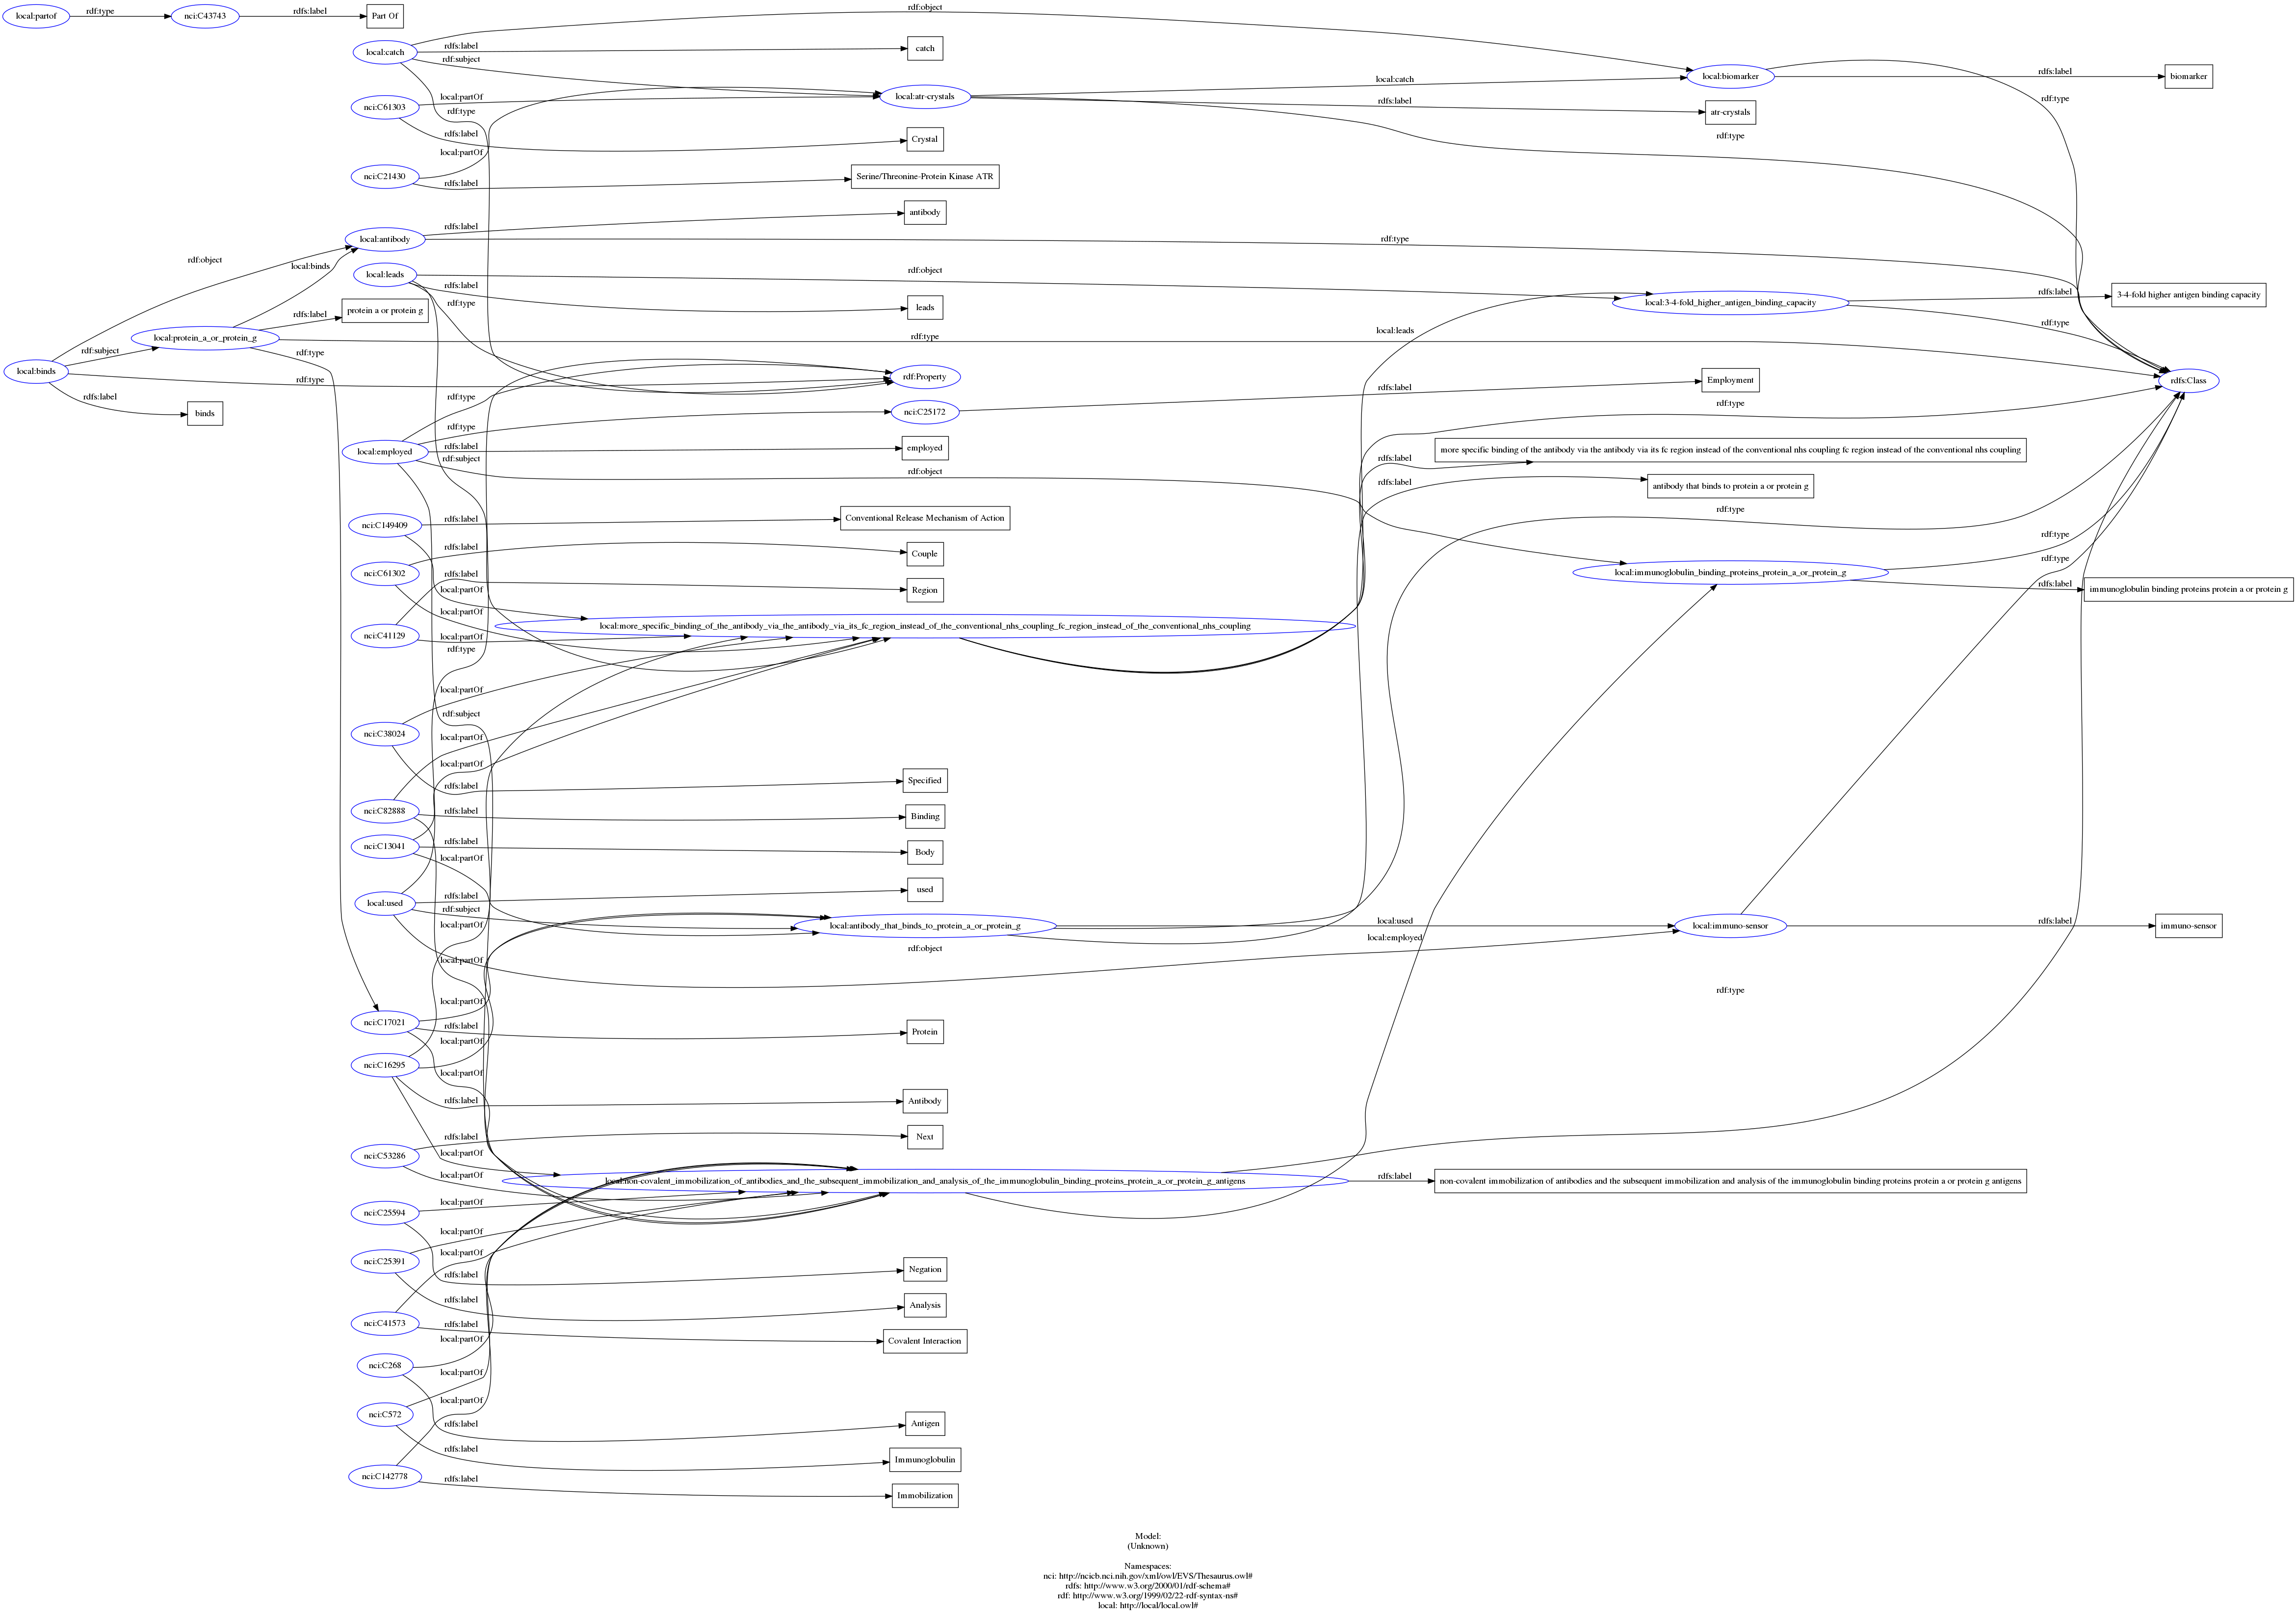 local:partof
rdf:type
nci:C43743
rdfs:label
Part Of
rdf:object
local:catch
rdfs:label
catch
rdf:subject
local:catch
local:biomarker
rdfs:label
biomarker
local:partOf
local:atr-crystals
rdfs:label
atr-crystals
rdf:type
nci:C61303
rdf:type
rdfs:label
Crystal
rdf:type
local:partOf
nci:C21430
rdfs:label
Serine/Threonine-Protein Kinase ATR
antibody
rdfs:label
local:antibody
rdf:type
rdf:object
local:binds
local:leads
rdf:object
rdfs:label
rdf:type
leads
local:3-4-fold_higher_antigen_binding_capacity
rdfs:label
3-4-fold higher antigen binding capacity
protein a or protein g
rdfs:label
local:protein_a_or_protein_g
rdf:type
local:leads
rdf:type
rdf:subject
rdf:type
local:binds
rdf:type
rdf:Property
rdfs:Class
rdfs:label
binds
rdf:type
nci:C25172
rdfs:label
Employment
rdf:type
rdf:type
local:employed
rdfs:label
employed
rdf:subject
rdf:object
rdfs:label
more specific binding of the antibody via the antibody via its fc region instead of the conventional nhs coupling fc region instead of the conventional nhs coupling
rdfs:label
antibody that binds to protein a or protein g
rdf:type
nci:C149409
rdfs:label
Conventional Release Mechanism of Action
rdf:type
nci:C61302
rdfs:label
Couple
local:immunoglobulin_binding_proteins_protein_a_or_protein_g
rdf:type
rdfs:label
immunoglobulin binding proteins protein a or protein g
rdfs:label
local:partOf
Region
local:partOf
nci:C41129
local:partOf
local:more_specific_binding_of_the_antibody_via_the_antibody_via_its_fc_region_instead_of_the_conventional_nhs_coupling_fc_region_instead_of_the_conventional_nhs_coupling
rdf:type
local:partOf
rdf:subject
nci:C38024
local:partOf
local:partOf
rdfs:label
Specified
nci:C82888
rdfs:label
Binding
nci:C13041
rdfs:label
Body
local:partOf
local:used
rdfs:label
used
rdf:subject
local:partOf
local:antibody_that_binds_to_protein_a_or_protein_g
local:used
local:immuno-sensor
rdfs:label
immuno-sensor
local:employed
rdf:object
local:partOf
rdf:type
local:partOf
nci:C17021
rdfs:label
Protein
local:partOf
nci:C16295
local:partOf
rdfs:label
Antibody
rdfs:label
Next
nci:C53286
local:partOf
local:partOf
local:non-covalent_immobilization_of_antibodies_and_the_subsequent_immobilization_and_analysis_of_the_immunoglobulin_binding_proteins_protein_a_or_protein_g_antigens
rdfs:label
non-covalent immobilization of antibodies and the subsequent immobilization and analysis of the immunoglobulin binding proteins protein a or protein g antigens
local:partOf
nci:C25594
local:partOf
local:partOf
nci:C25391
rdfs:label
Negation
Analysis
nci:C41573
rdfs:label
Covalent Interaction
local:partOf
nci:C268
local:partOf
local:partOf
nci:C572
rdfs:label
Antigen
rdfs:label
Immunoglobulin
nci:C142778
rdfs:label
Immobilization
Model:
(Unknown)
Namespaces:
nci: http://ncicb.nci.nih.gov/xml/owl/EVS/Thesaurus.owl#
rdfs: http://www.w3.org/2000/01/rdf-schema#
rdf: http://www.w3.org/1999/02/22-rdf-syntax-ns#
local: http://local/local.owl#